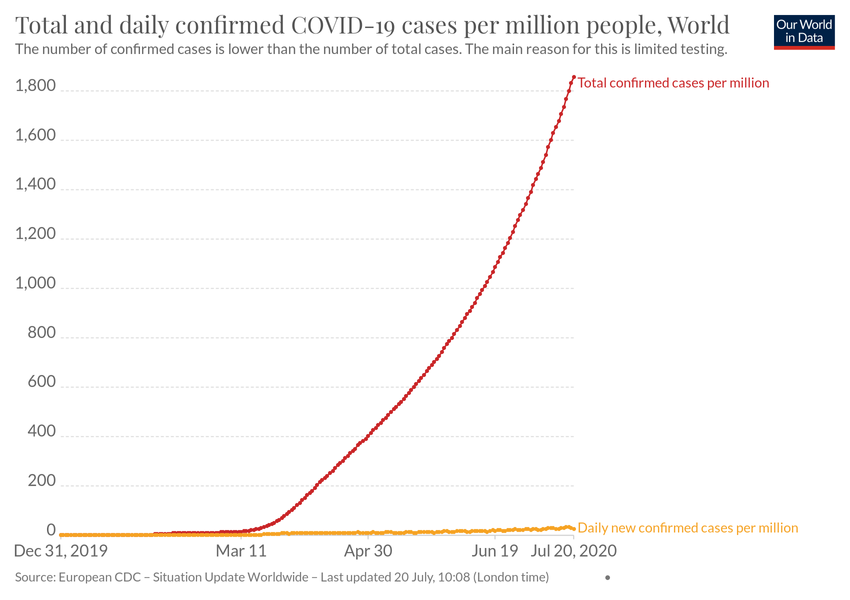 Total and daily confirmed COVID-19 cases per million people, World
Our World
in Data
The number of confirmed cases is lower than the number of total cases. The main reason for this is limited testing.
1,800
Total confirmed cases per million
1,600
1,400
1,200
1,000
800
600
400
200
0
Daily new confirmed cases per million
Dec 31, 2019
Mar 11
Apr 30
Jun 19
Jul 20, 2020
Source: European CDC – Situation Update Worldwide – Last updated 20 July, 10:08 (London time)